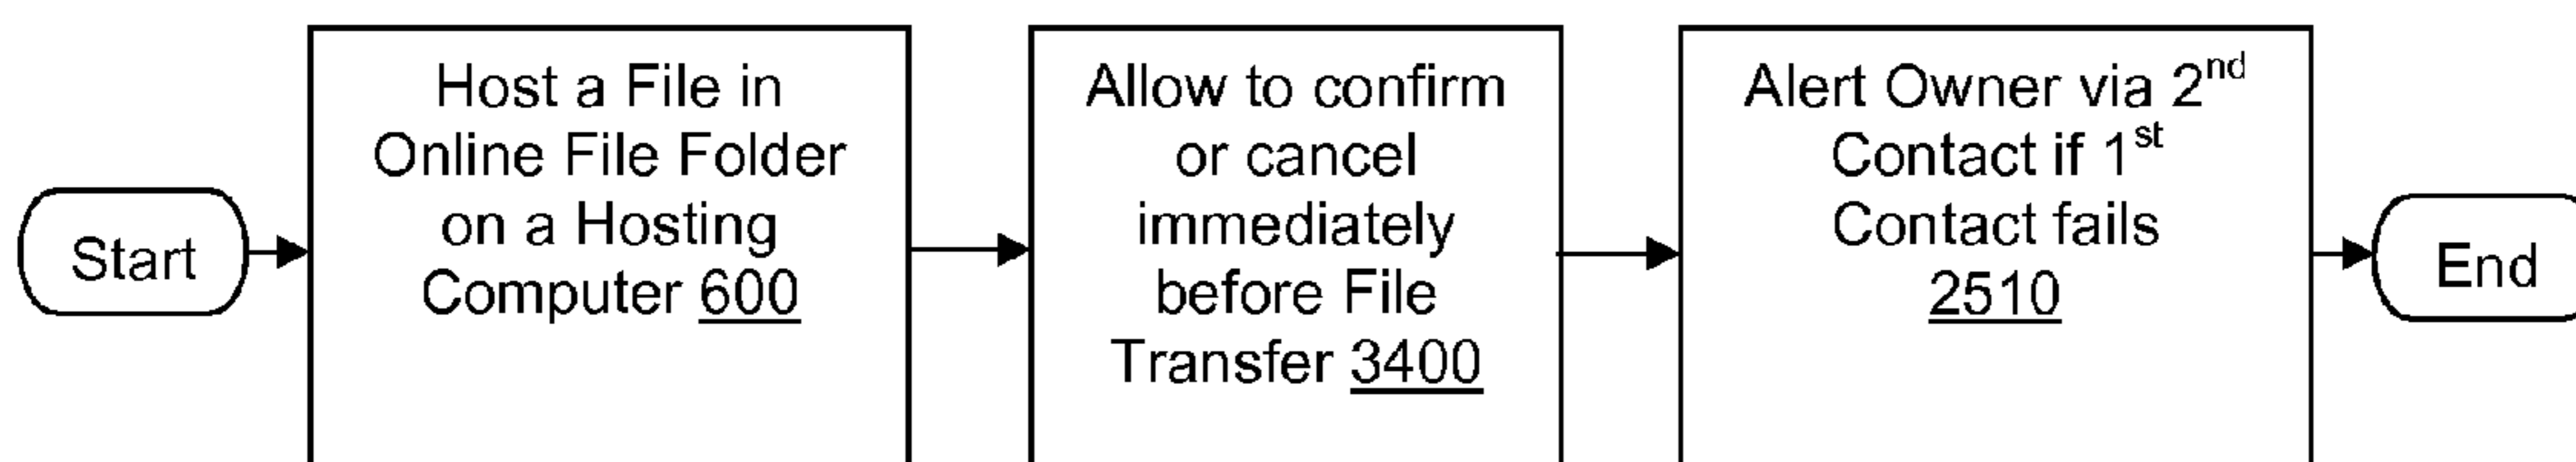 Start
Host a File in
Online File Folder
on a Hosting
Computer 600
Allow to confirm
or cancel
immediately
before File
Transfer 3400
Alert Owner via 2nd
Contact if 1st
Contact fails
2510
End